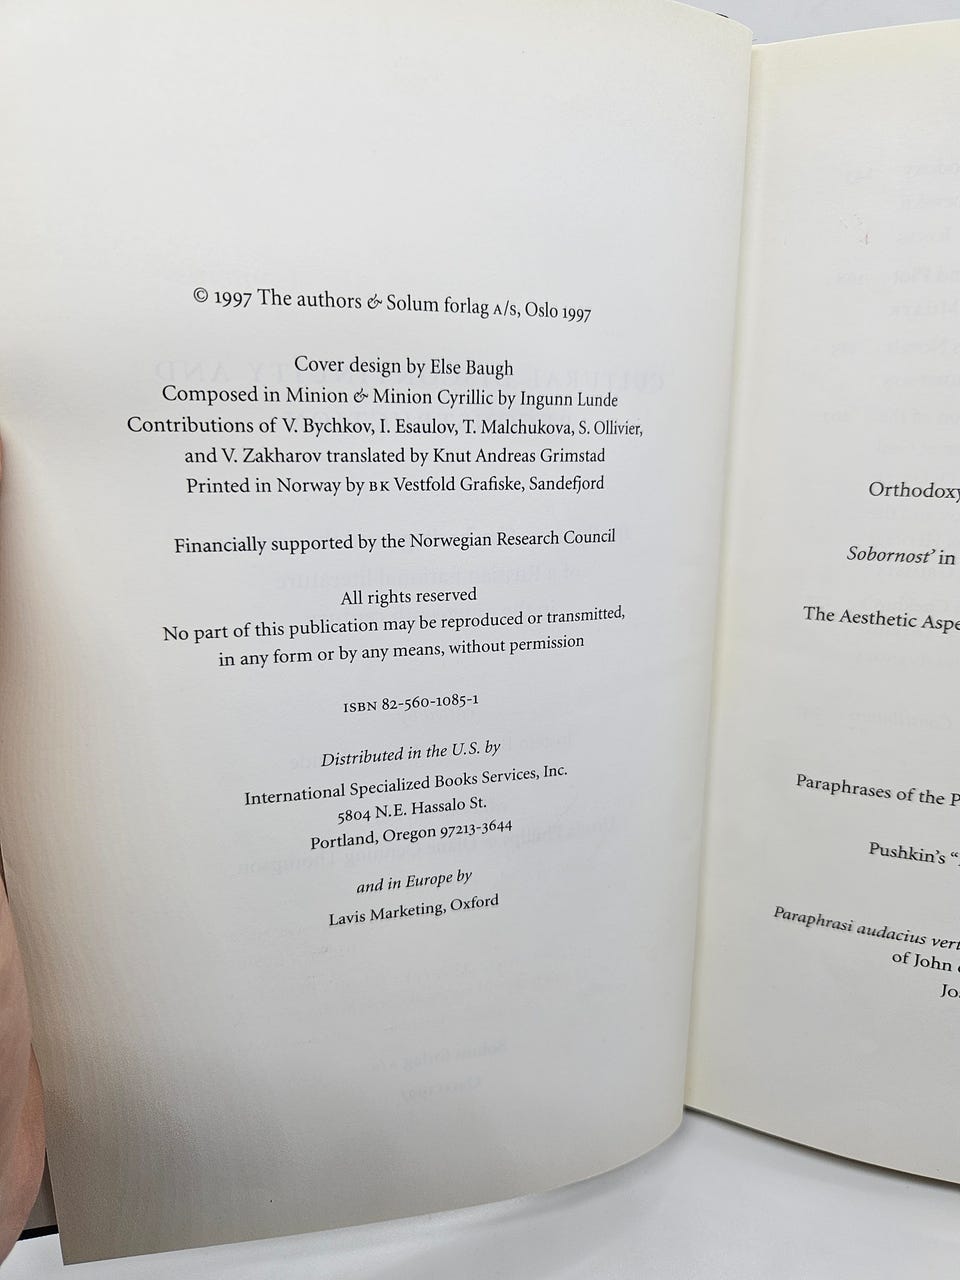 © 1997 The authors & Solum forlag A/s, Oslo 1997
Cover design by Else Baugh
Composed in Minion & Minion Cyrillic by Ingunn Lunde
Contributions of V. Bychkov, I. Esaulov, T. Malchukova, S. Ollivier,
and V. Zakharov translated by Knut Andreas Grimstad
Printed in Norway by BK Vestfold Grafiske, Sandefjord
Financially supported by the Norwegian Research Council
All rights reserved
No part of this publication may be reproduced or transmitted,
in any form or by any means, without permission
ISBN 82-560-1085-1
Distributed in the U.S. by
International Specialized Books Services, Inc.
5804 N.E. Hassalo St.
Portland, Oregon 97213-3644
and in Europe by
Lavis Marketing, Oxford
Orthodoxy
Sobornost’ in
The Aesthetic Aspe
Paraphrases of the P
Pushkin’s “
Paraphrasi audacius vert
of John
Jo